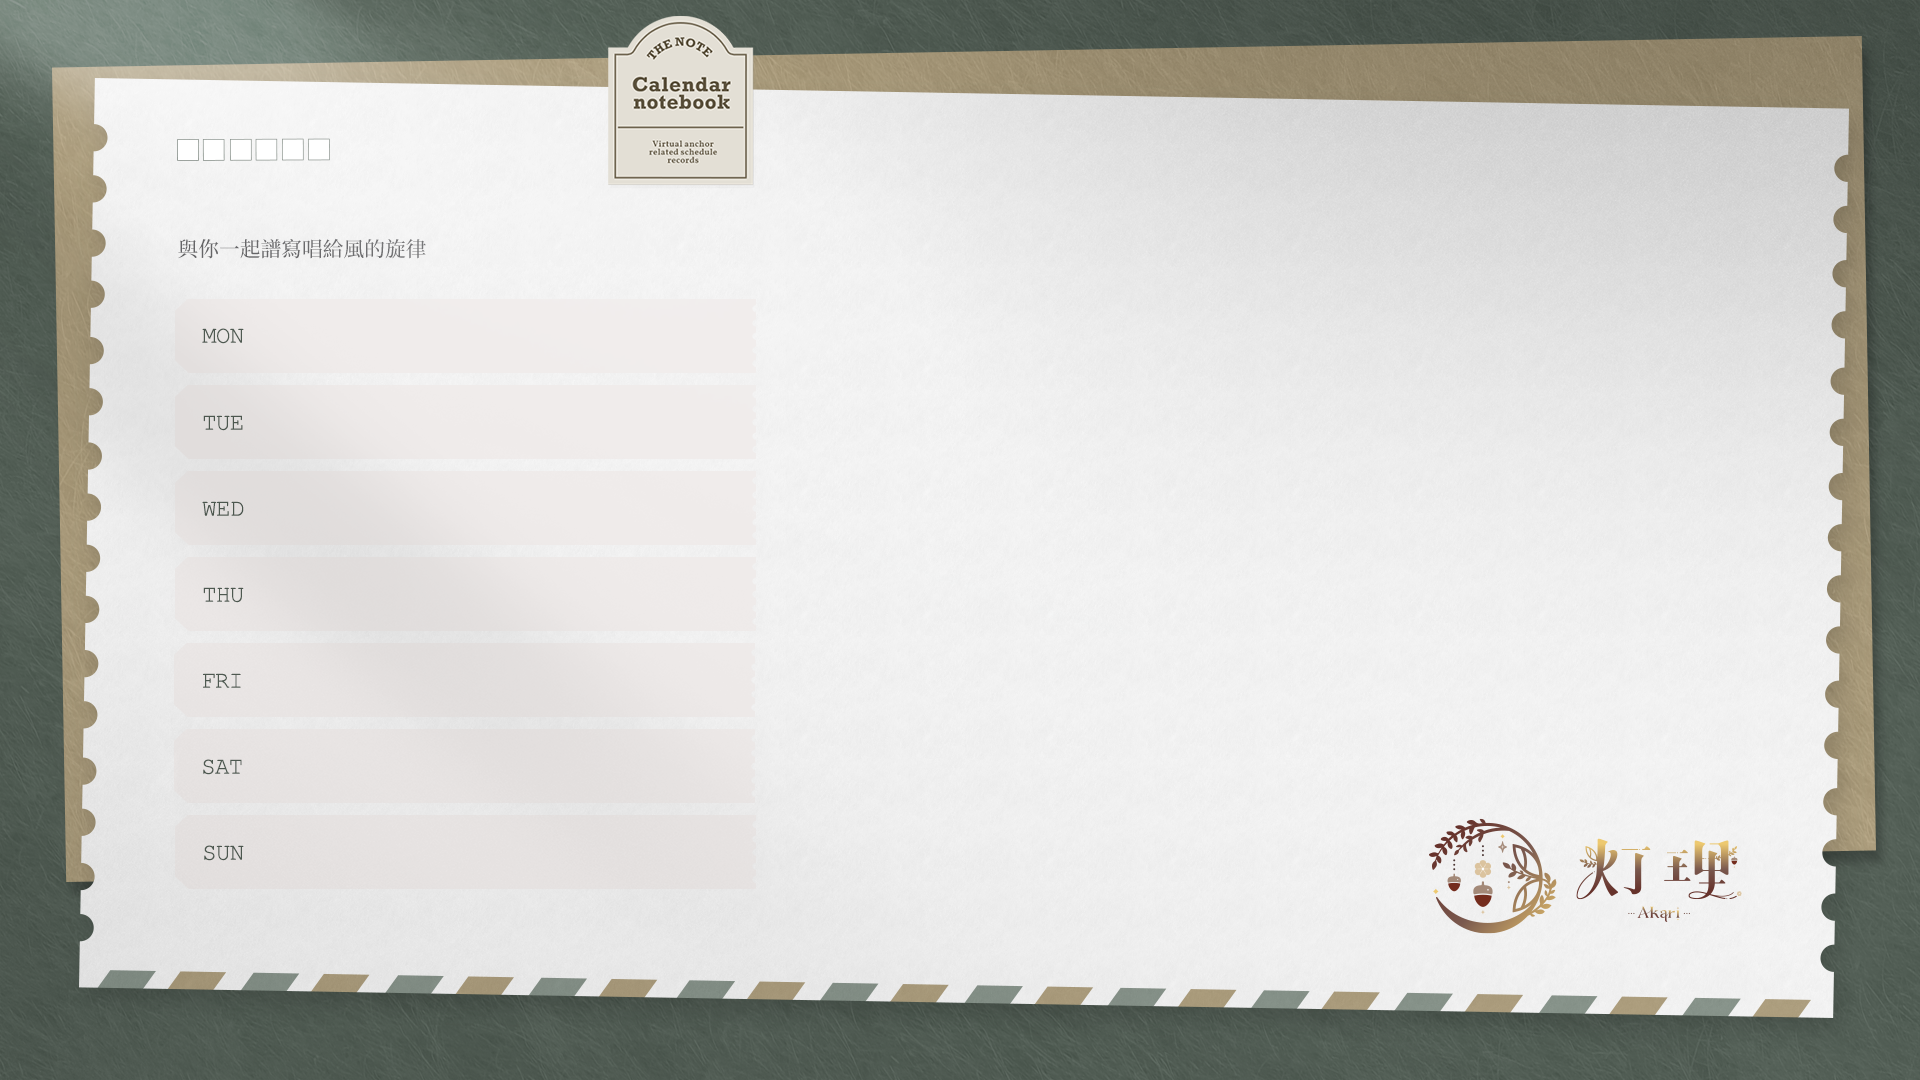 THE NOTE
Calendar
notebook
Virtual anchor
related schedule
records
與你一起譜寫唱給風的旋律
MON
TUE
WED
THU
FRI
SAT
SUN
灯理
Akari